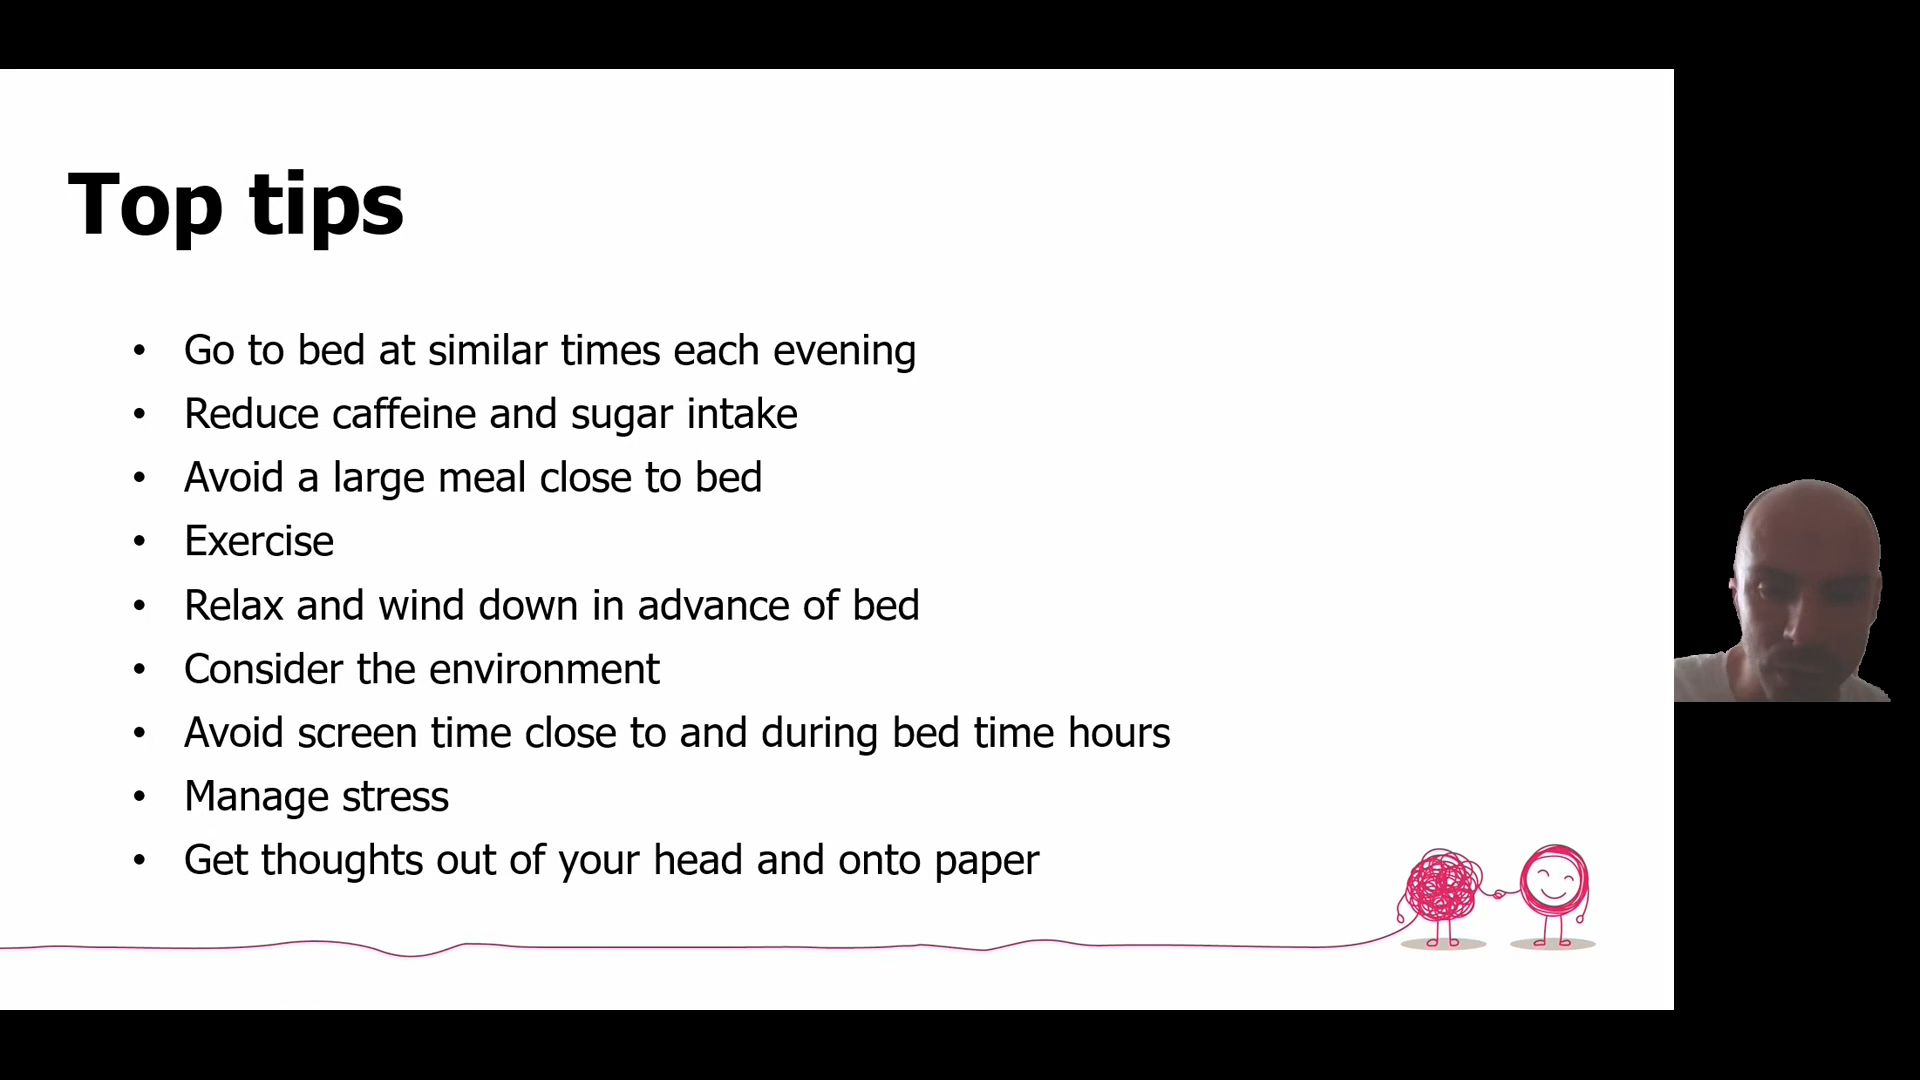 Top tips
• Go to bed at similar times each evening
• Reduce caffeine and sugar intake
• Avoid a large meal close to bed
• Exercise
• Relax and wind down in advance of bed
• Consider the environment
• Avoid screen time close to and during bed time hours
• Manage stress
• Get thoughts out of your head and onto paper